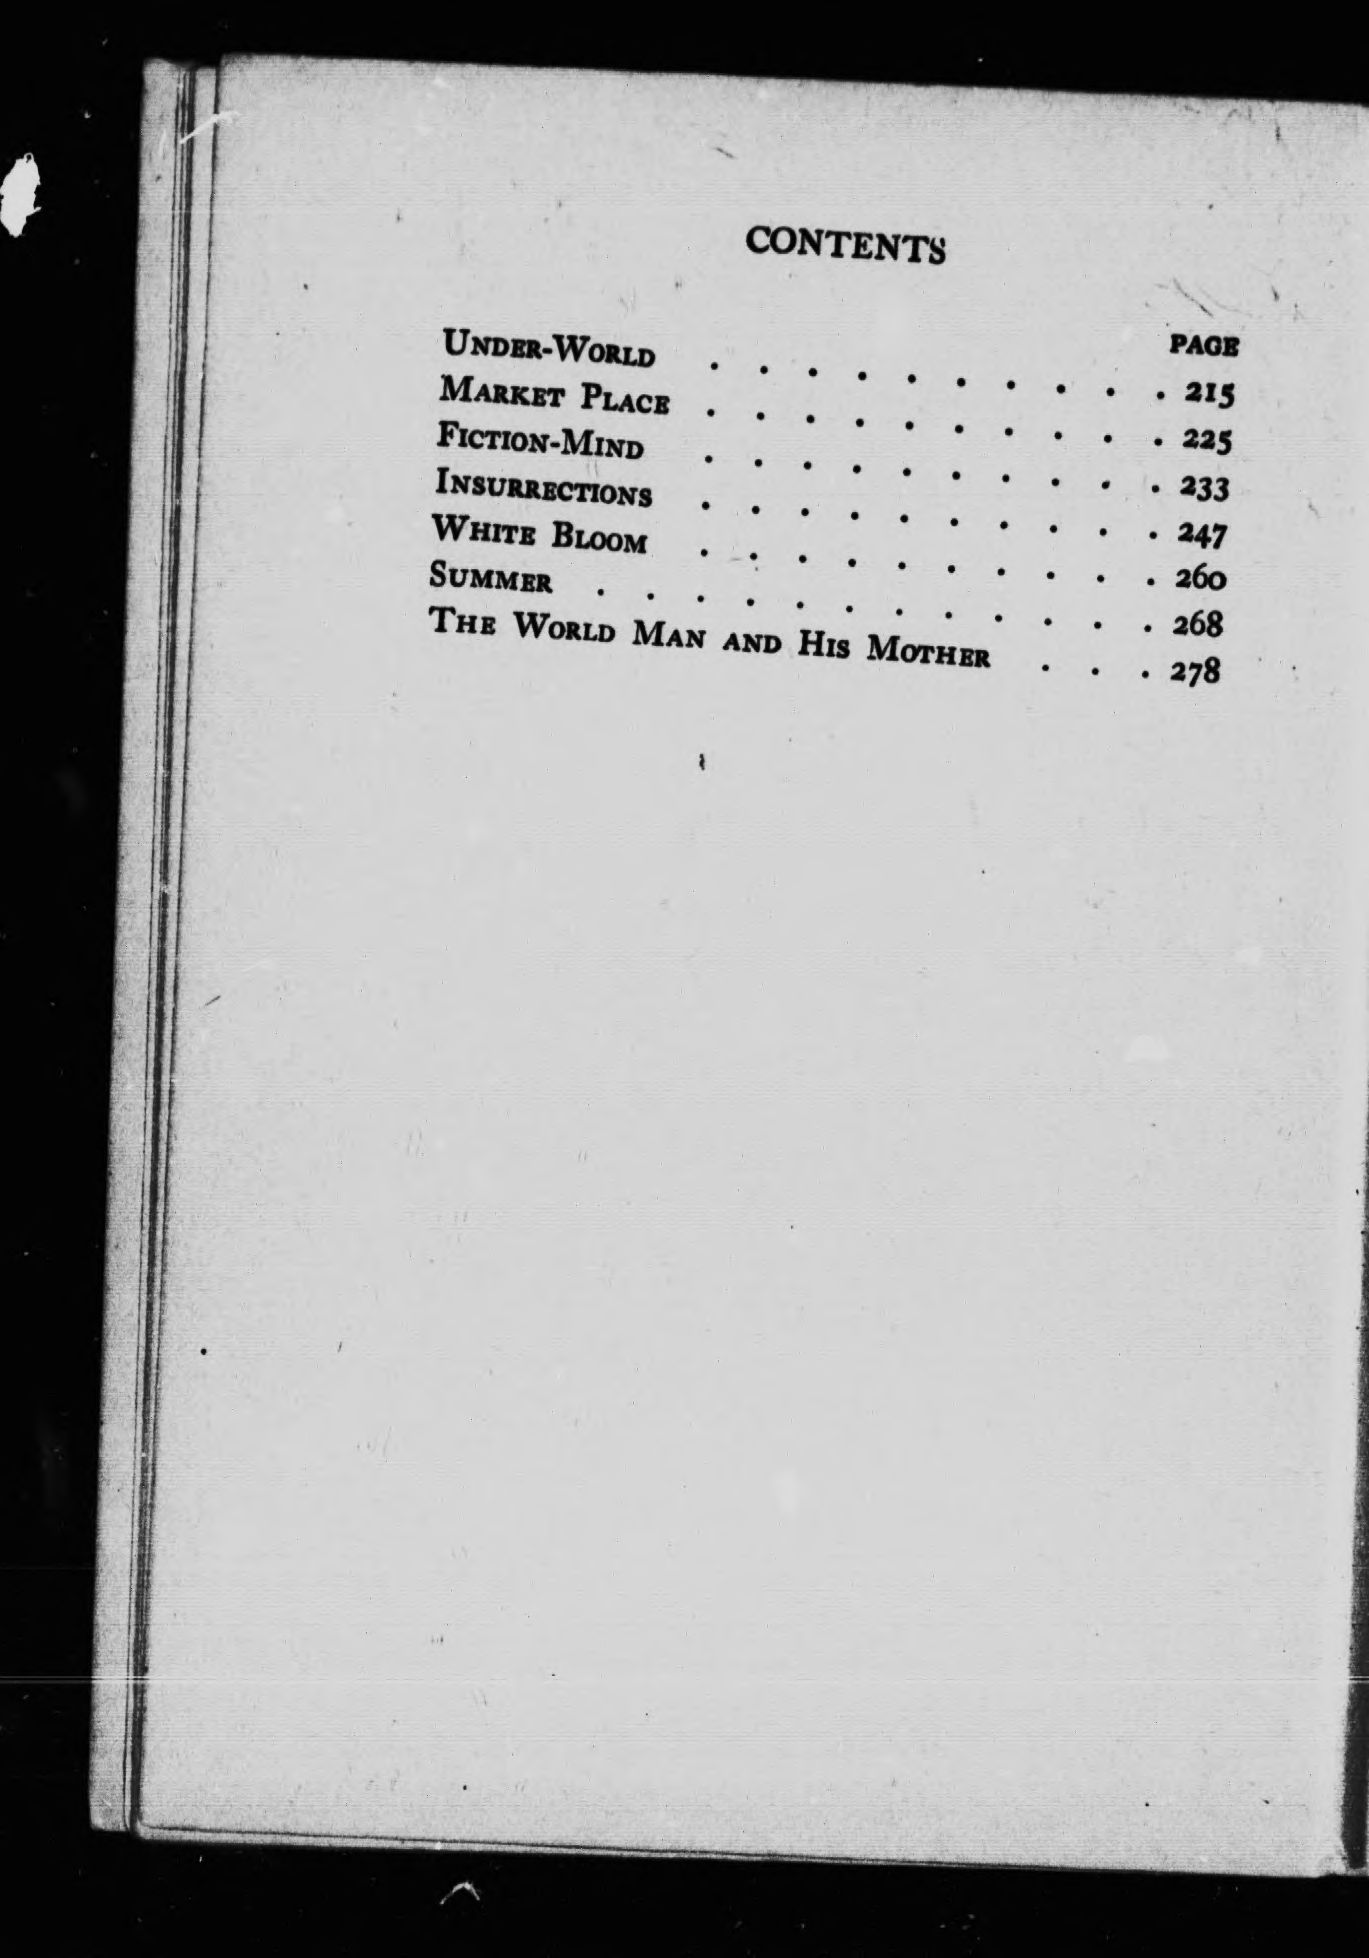 CONTENTS
PAGE
Under-World . . . . . . . . . . 215
Market Place . . . . . . . . . . 225
Fiction-Mind . . . . . . . . . . 233
Insurrections . . . . . . . . . . 247
White Bloom . . . . . . . . . . 260
Summer . . . . . . . . . . . . 268
The World Man and His Mother . . . 278